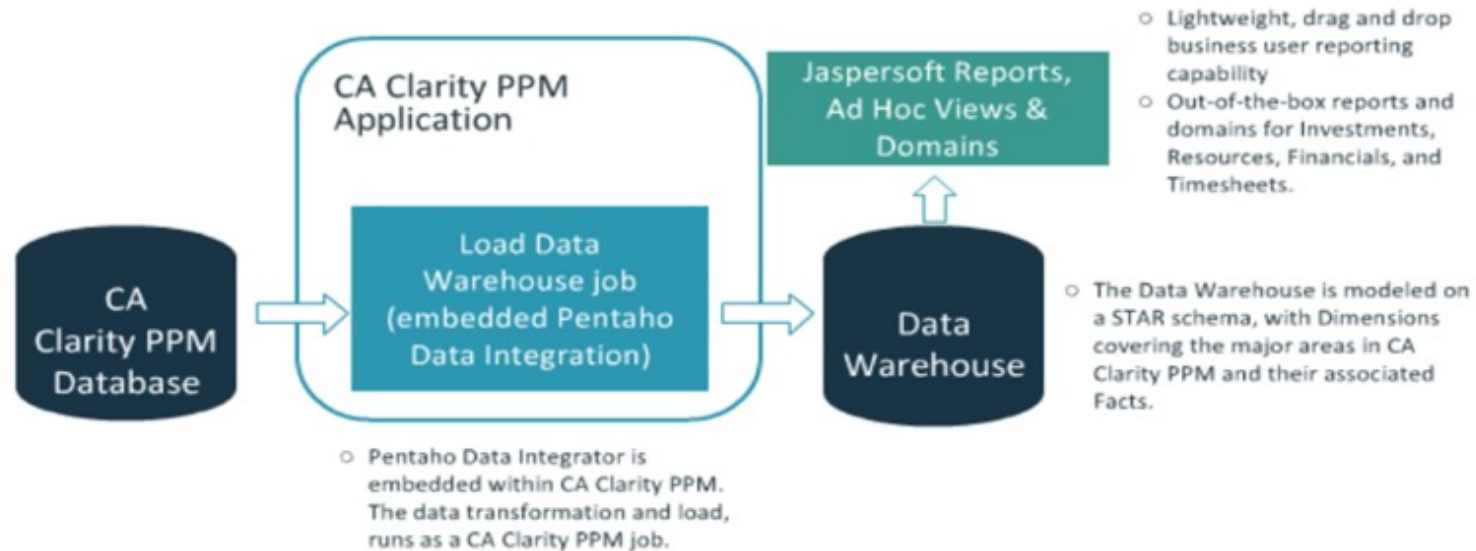 CA Clarity PPM
Application
Load Data
Warehouse job
(embedded Pentaho
Data Integration)
CA
Clarity PPM
Database
Jaspersoft Reports,
Ad Hoc Views &
Domains
○ Lightweight, drag and drop
business user reporting
capability
○ Out-of-the-box reports and
domains for Investments,
Resources, Financials, and
Timesheets.
Data
Warehouse
○ The Data Warehouse is modeled on
a STAR schema, with Dimensions
covering the major areas in CA
Clarity PPM and their associated
Facts.
○ Pentaho Data Integrator is
embedded within CA Clarity PPM.
The data transformation and load,
runs as a CA Clarity PPM job.